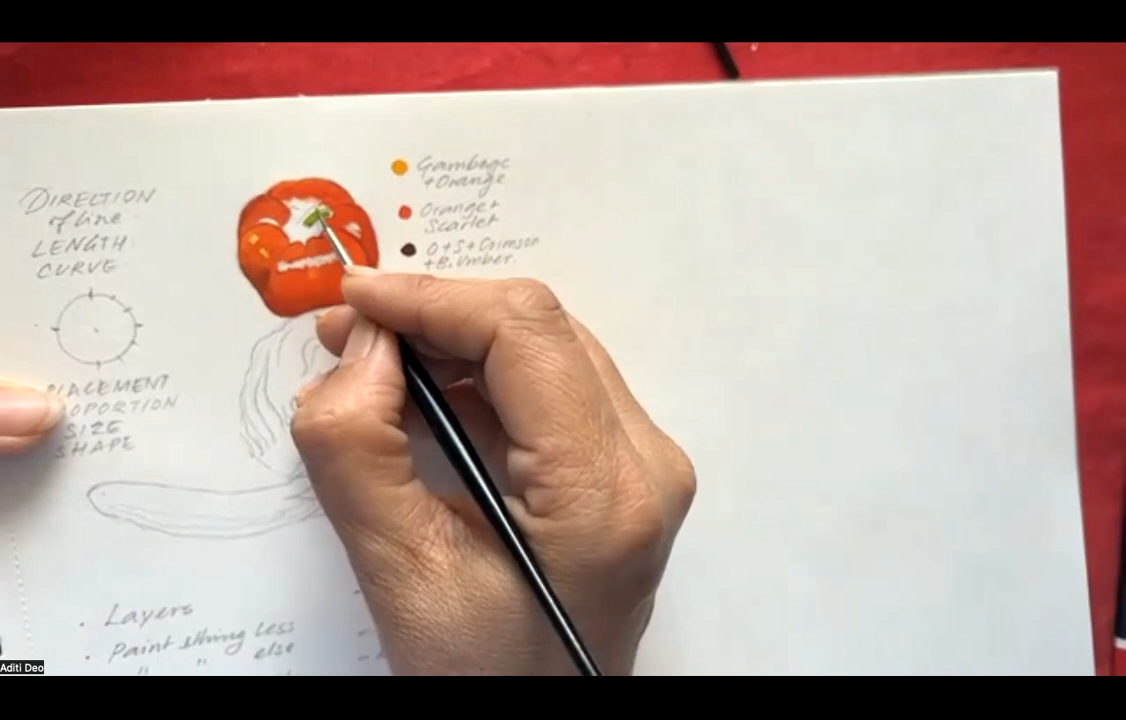 DIRECTION
of line
LENGTH
CURVE
PLACEMENT
PROPORTION
SIZE
SHAPE
Gamboge
+ Orange
Orange +
Scarlet
O+S+Crimson
+B. Umber.
. Layers
. Paint sthing Less
" " else
Aditi Deo